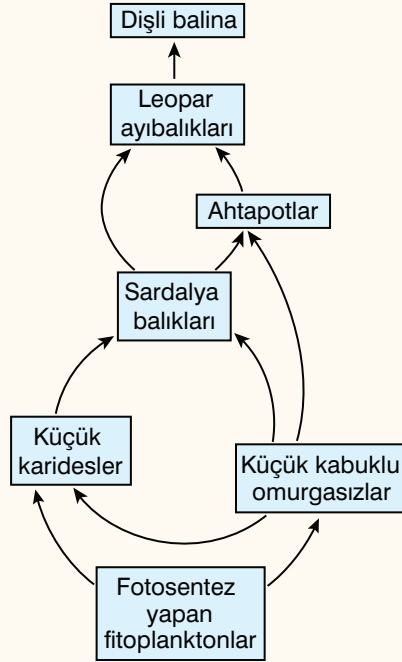 Dişli balina
Leopar
ayıbalıkları
Ahtapotlar
Sardalya
balıkları
Küçük
karidesler
Küçük kabuklu
omurgasızlar
Fotosentez
yapan
fitoplanktonlar